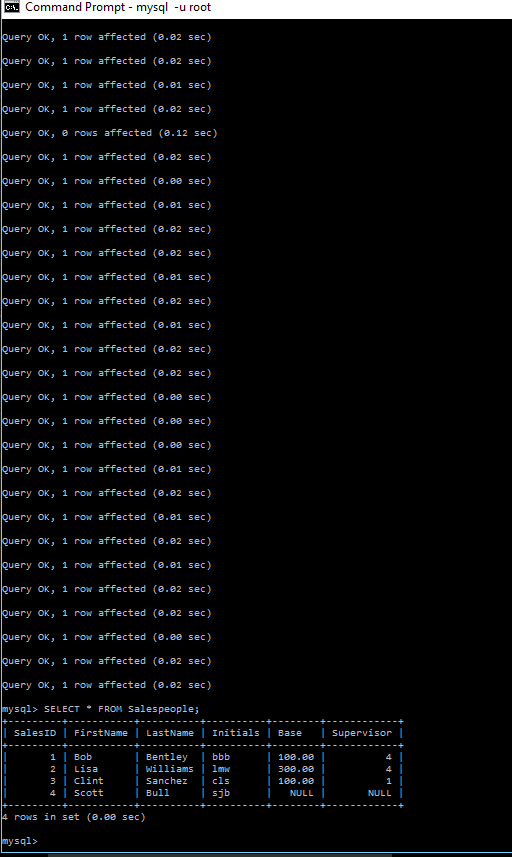 Command Prompt - mysql  -u root
Query OK, 1 row affected (0.02 sec)
Query OK, 1 row affected (0.02 sec)
Query OK, 1 row affected (0.01 sec)
Query OK, 1 row affected (0.02 sec)
Query OK, 0 rows affected (0.12 sec)
Query OK, 1 row affected (0.02 sec)
Query OK, 1 row affected (0.00 sec)
Query OK, 1 row affected (0.01 sec)
Query OK, 1 row affected (0.02 sec)
Query OK, 1 row affected (0.02 sec)
Query OK, 1 row affected (0.01 sec)
Query OK, 1 row affected (0.02 sec)
Query OK, 1 row affected (0.01 sec)
Query OK, 1 row affected (0.02 sec)
Query OK, 1 row affected (0.02 sec)
Query OK, 1 row affected (0.00 sec)
Query OK, 1 row affected (0.00 sec)
Query OK, 1 row affected (0.00 sec)
Query OK, 1 row affected (0.01 sec)
Query OK, 1 row affected (0.02 sec)
Query OK, 1 row affected (0.01 sec)
Query OK, 1 row affected (0.02 sec)
Query OK, 1 row affected (0.01 sec)
Query OK, 1 row affected (0.02 sec)
Query OK, 1 row affected (0.02 sec)
Query OK, 1 row affected (0.00 sec)
Query OK, 1 row affected (0.02 sec)
Query OK, 1 row affected (0.02 sec)
mysql> SELECT * FROM Salespeople;
+---------+-----------+----------+----------+--------+------------+
| SalesID | FirstName | LastName | Initials | Base   | Supervisor |
+---------+-----------+----------+----------+--------+------------+
|       1 | Bob       | Bentley  | bbb      | 100.00 |          4 |
|       2 | Lisa      | Williams | lmw      | 300.00 |          4 |
|       3 | Clint     | Sanchez  | cls      | 100.00 |          1 |
|       4 | Scott     | Bull     | sjb      |   NULL |       NULL |
+---------+-----------+----------+----------+--------+------------+
4 rows in set (0.00 sec)
mysql>